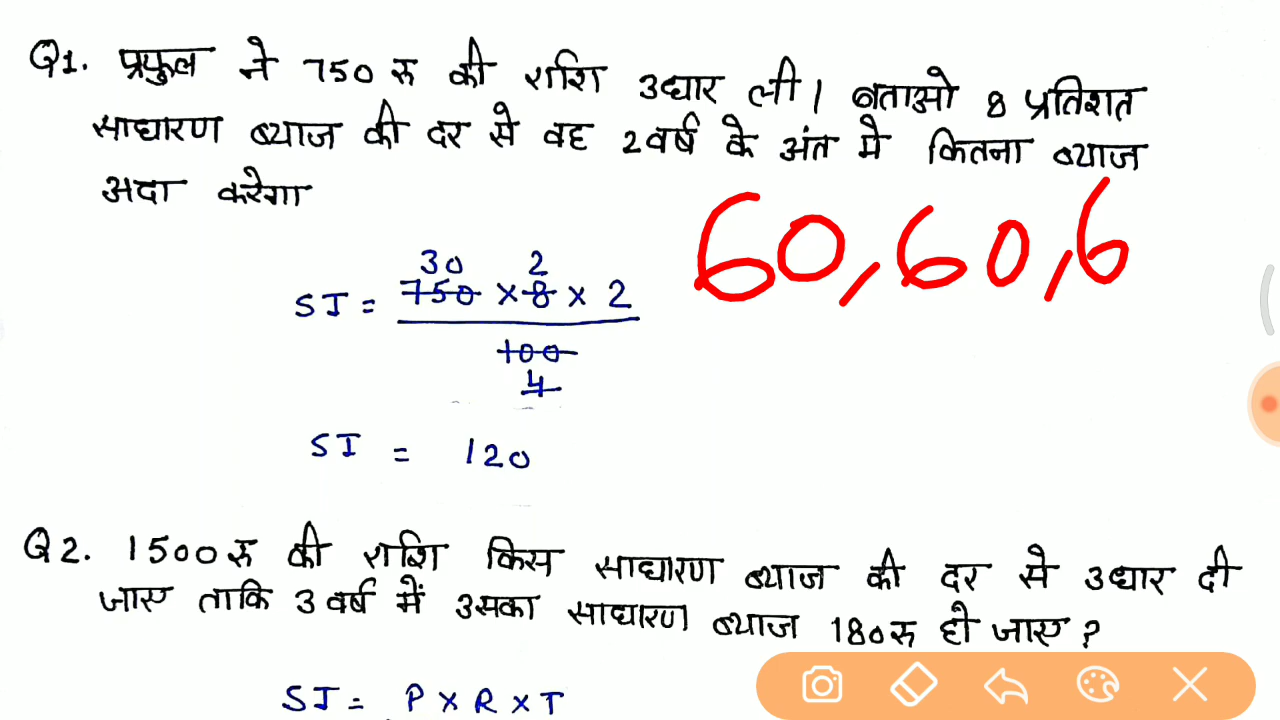 Q1. प्रफुल ने 750 रु की राशि उधार ली। बताओ 8 प्रतिशत
साधारण ब्याज की दर से वह 2 वर्ष के अंत मे कितना ब्याज
अदा करेगा
60,60,6
30 2
SI = 750 × 8 × 2
100
4
SI = 120
Q2. 1500 रु की राशि किस साधारण ब्याज की दर से उधार दी
जाए ताकि 3 वर्ष में उसका साधारण ब्याज 180 रु हो जाए?
SI = P × R × T